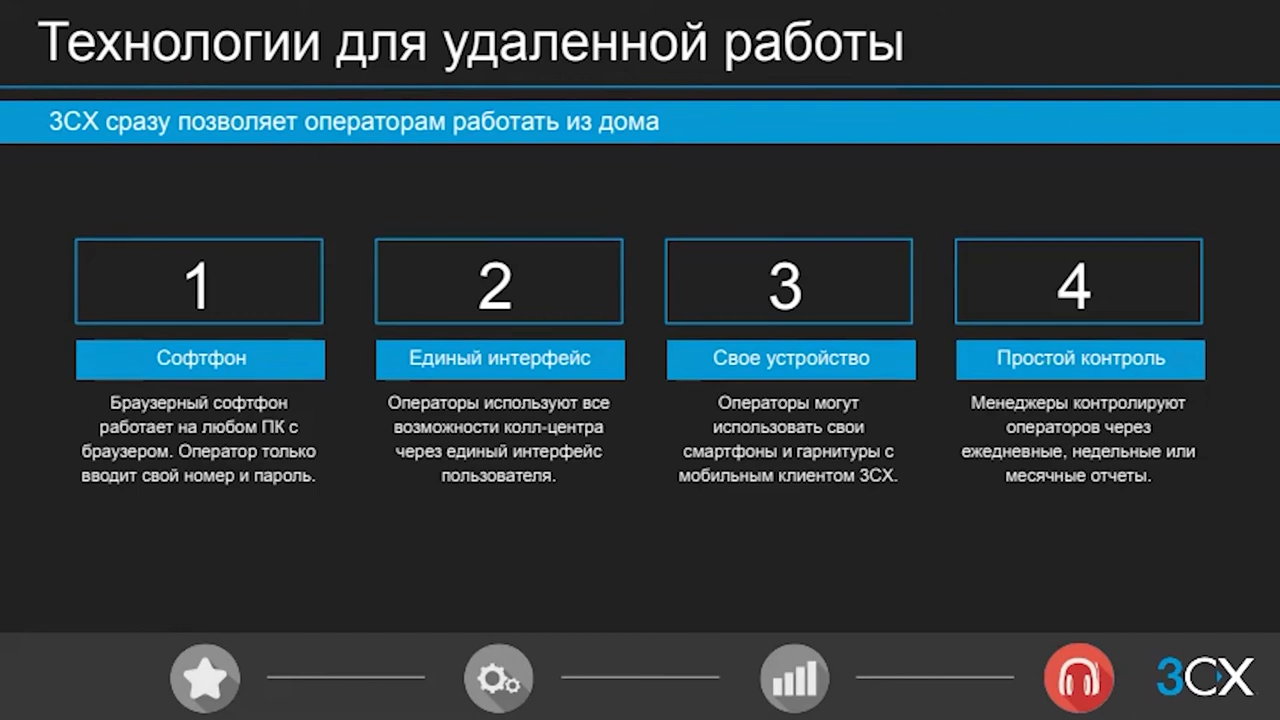 Технологии для удаленной работы
3CX сразу позволяет операторам работать из дома
1
Софтфон
Браузерный софтфон
работает на любом ПК с
браузером. Оператор только
вводит свой номер и пароль.
2
Единый интерфейс
Операторы используют все
возможности колл-центра
через единый интерфейс
пользователя.
3
Свое устройство
Операторы могут
использовать свои
смартфоны и гарнитуры с
мобильным клиентом 3CX.
4
Простой контроль
Менеджеры контролируют
операторов через
ежедневные, недельные или
месячные отчеты.
3CX